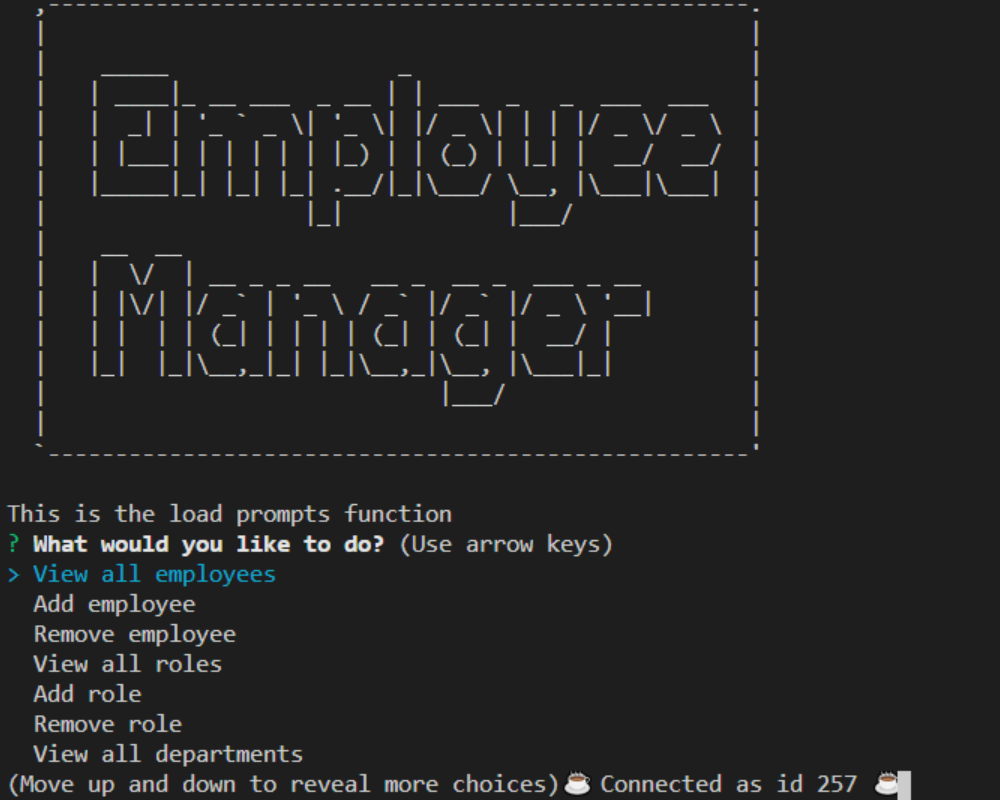 Employee
Manager
This is the load prompts function
? What would you like to do? (Use arrow keys)
> View all employees
Add employee
Remove employee
View all roles
Add role
Remove role
View all departments
(Move up and down to reveal more choices)☕ Connected as id 257 ☕